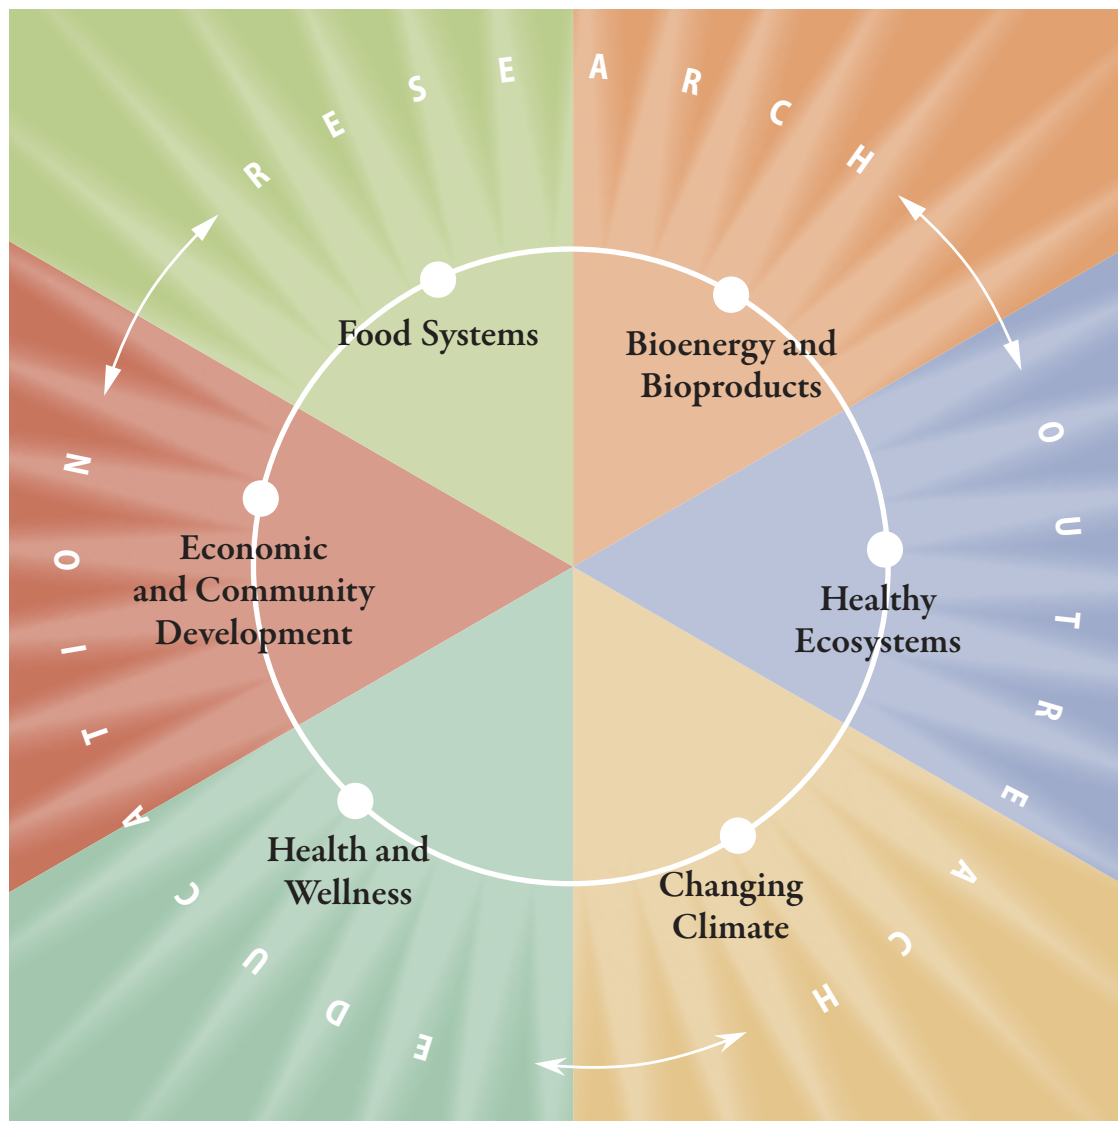 RESEARCH
Food Systems
Bioenergy and
Bioproducts
OUTREACH
Healthy
Ecosystems
Changing
Climate
EDUCATION
Health and
Wellness
Economic
and Community
Development